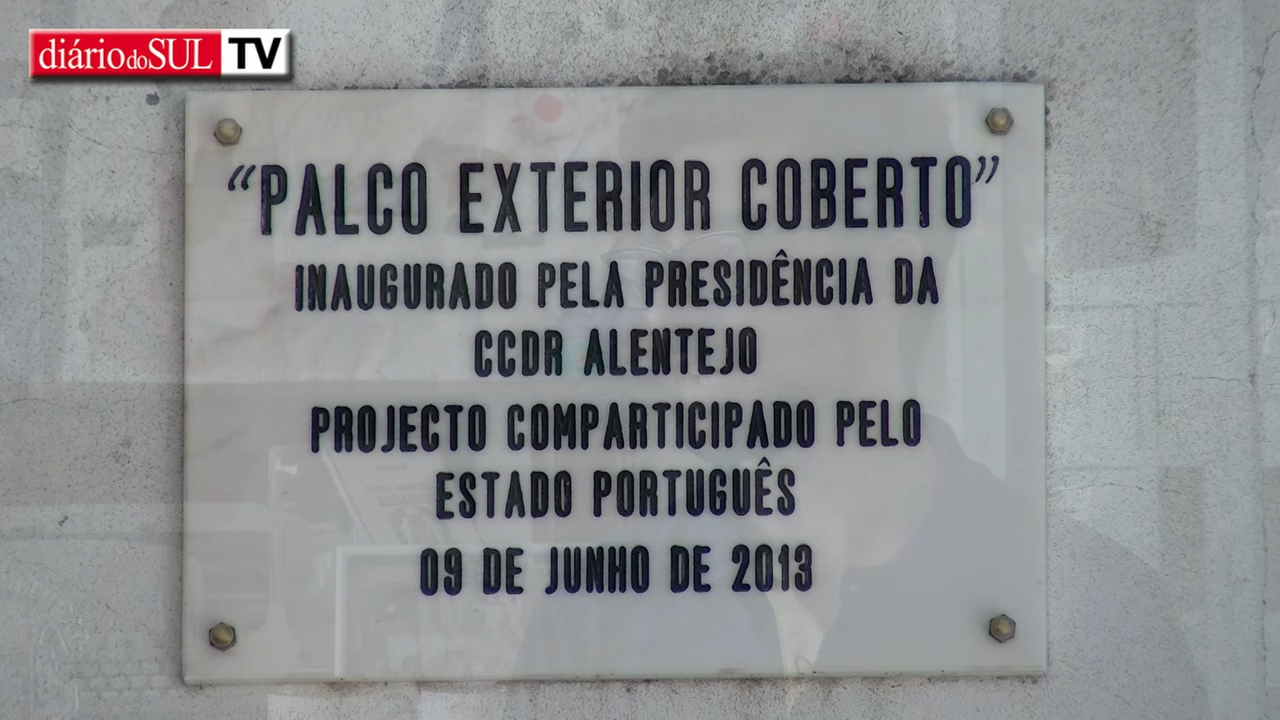 diáriodoSUL TV
“PALCO EXTERIOR COBERTO”
INAUGURADO PELA PRESIDÊNCIA DA
CCDR ALENTEJO
PROJECTO COMPARTICIPADO PELO
ESTADO PORTUGUÊS
09 DE JUNHO DE 2013